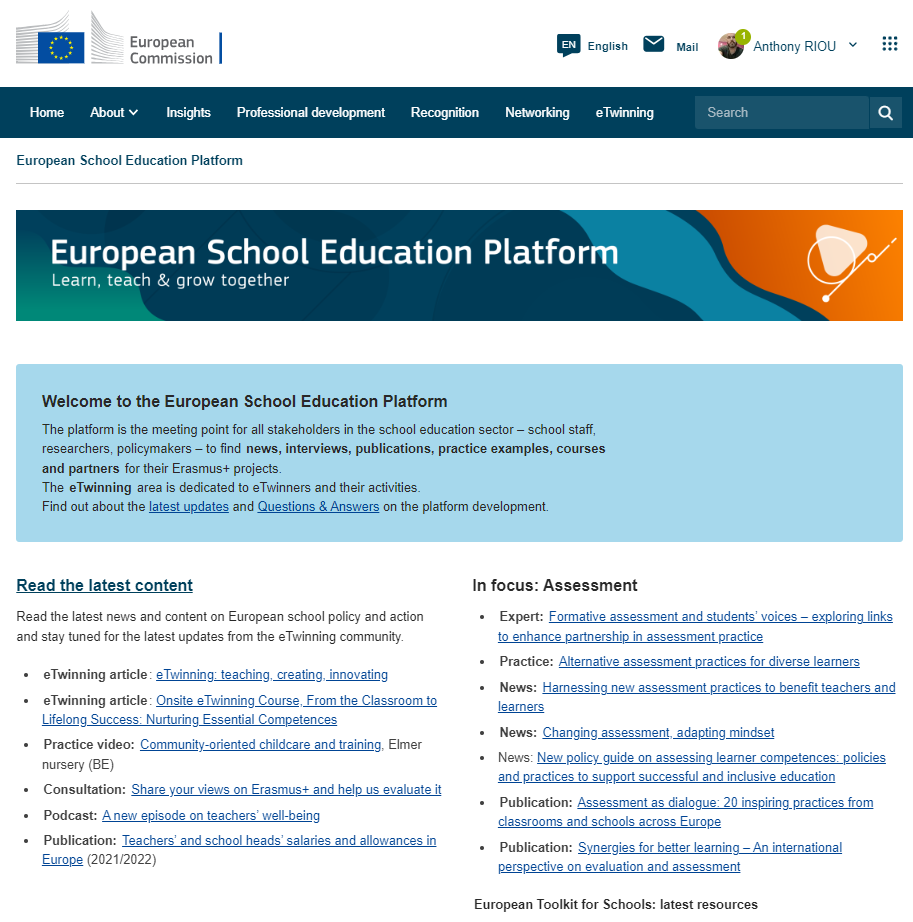 European
Commission
EN English Mail 1 Anthony RIOU
Home About Insights Professional development Recognition Networking eTwinning Search
European School Education Platform
European School Education Platform
Learn, teach & grow together
Welcome to the European School Education Platform
The platform is the meeting point for all stakeholders in the school education sector – school staff,
researchers, policymakers – to find news, interviews, publications, practice examples, courses
and partners for their Erasmus+ projects.
The eTwinning area is dedicated to eTwinners and their activities.
Find out about the latest updates and Questions & Answers on the platform development.
Read the latest content
Read the latest news and content on European school policy and action
and stay tuned for the latest updates from the eTwinning community.
• eTwinning article: eTwinning: teaching, creating, innovating
• eTwinning article: Onsite eTwinning Course, From the Classroom to
Lifelong Success: Nurturing Essential Competences
• Practice video: Community-oriented childcare and training, Elmer
nursery (BE)
• Consultation: Share your views on Erasmus+ and help us evaluate it
• Podcast: A new episode on teachers' well-being
• Publication: Teachers' and school heads' salaries and allowances in
Europe (2021/2022)
In focus: Assessment
• Expert: Formative assessment and students' voices – exploring links
to enhance partnership in assessment practice
• Practice: Alternative assessment practices for diverse learners
• News: Harnessing new assessment practices to benefit teachers and
learners
• News: Changing assessment, adapting mindset
• News: New policy guide on assessing learner competences: policies
and practices to support successful and inclusive education
• Publication: Assessment as dialogue: 20 inspiring practices from
classrooms and schools across Europe
• Publication: Synergies for better learning – An international
perspective on evaluation and assessment
European Toolkit for Schools: latest resources